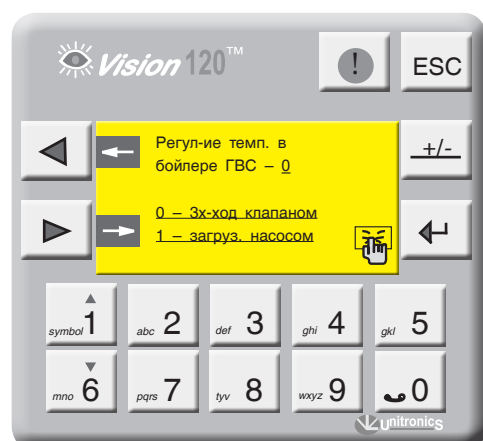 Vision 120™
! ESC
Регул-ие темп. в
бойлере ГВС – 0
+/-
0 – 3х-ход клапаном
1 – загруз. насосом
symbol 1 abc 2 def 3 ghi 4 gkl 5
mno 6 pqrs 7 tyv 8 wxyz 9 0
Unitronics